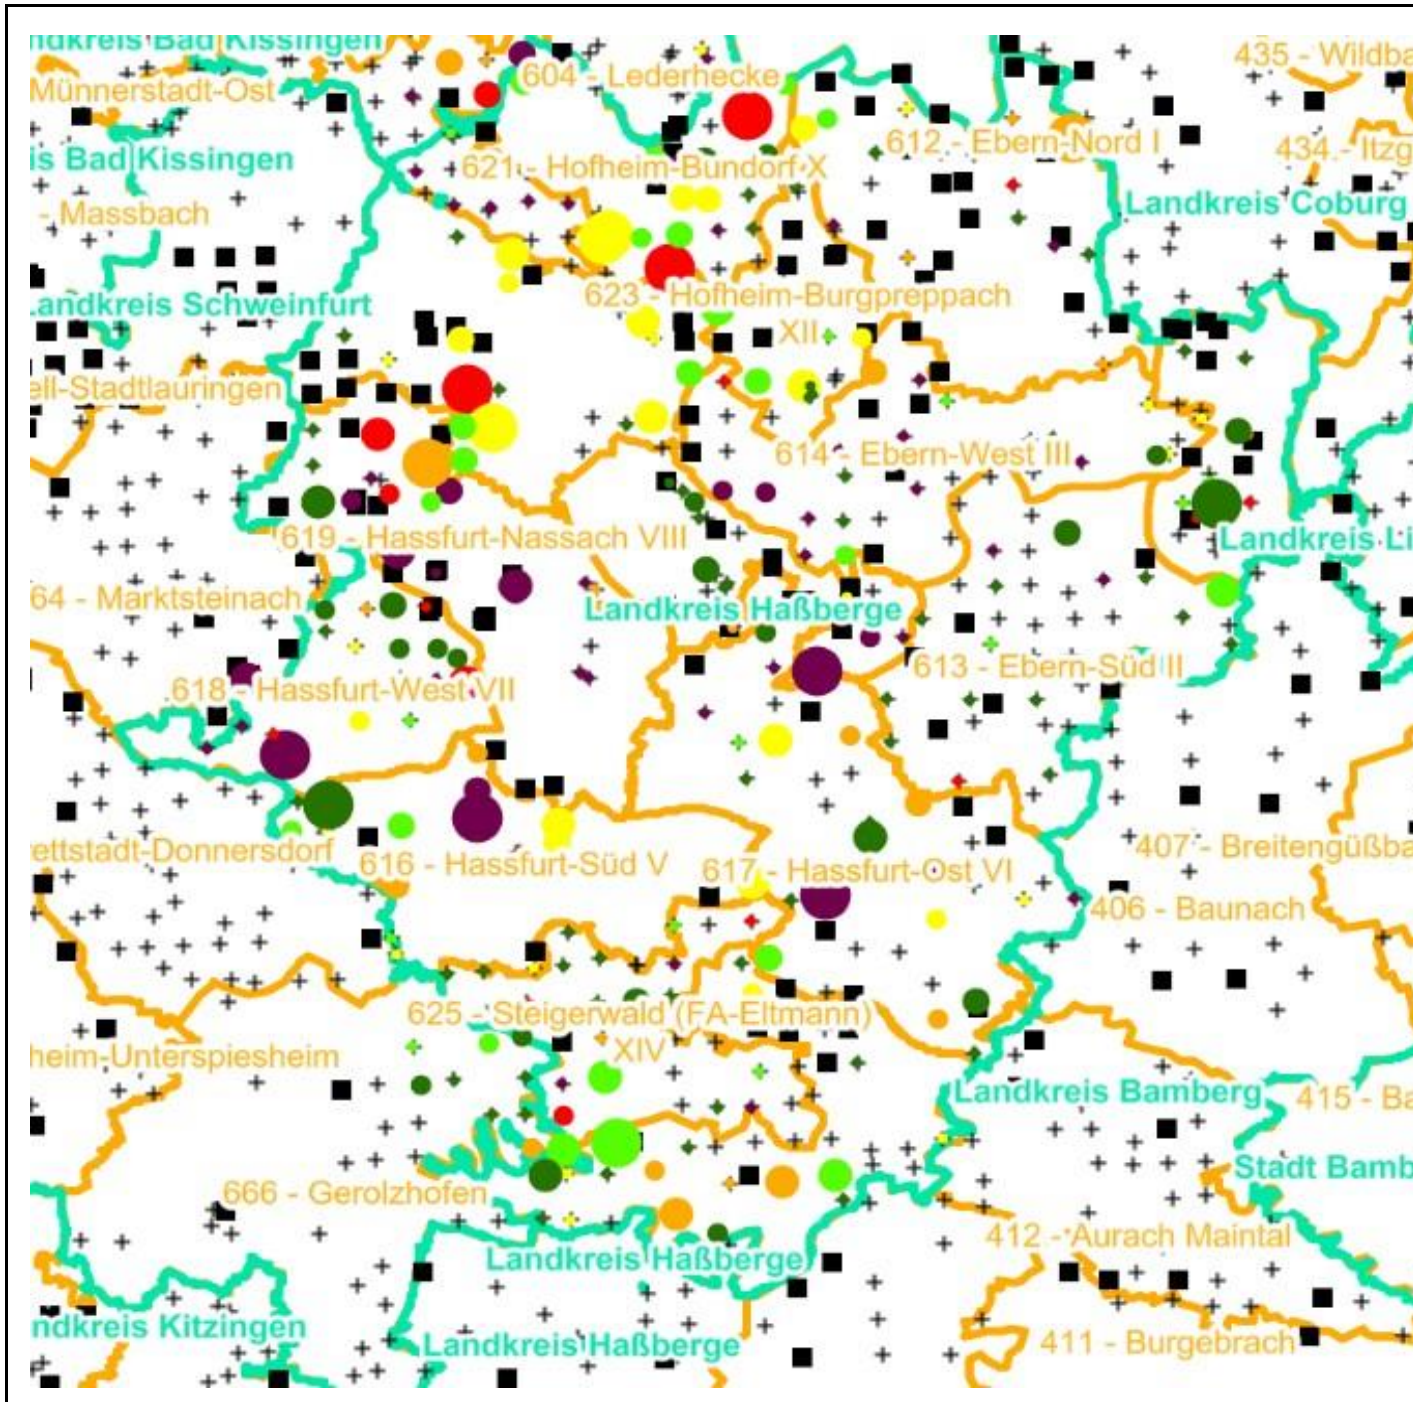 ndkreis Bad Kissingen
435 - Wildba
604 - Lederhecke
Münnerstadt-Ost
612 - Ebern-Nord I
434 - Itzg
is Bad Kissingen
621 - Hofheim-Bundorf X
Landkreis Coburg
- Massbach
623 - Hofheim-Burgpreppach
XII
Landkreis Schweinfurt
ell-Stadtlauringen
614 - Ebern-West III
619 - Hassfurt-Nassach VIII
Landkreis Li
64 - Marktsteinach
Landkreis Haßberge
613 - Ebern-Süd II
618 - Hassfurt-West VII
rettstadt-Donnersdorf
616 - Hassfurt-Süd V
617 - Hassfurt-Ost VI
407 - Breitengüßba
406 - Baunach
625 - Steigerwald (FA-Eltmann)
XIV
heim-Unterspiesheim
Landkreis Bamberg
415 - Ba
Stadt Bamb
666 - Gerolzhofen
412 - Aurach Maintal
Landkreis Haßberge
ndkreis Kitzingen
Landkreis Haßberge
411 - Burgebrach